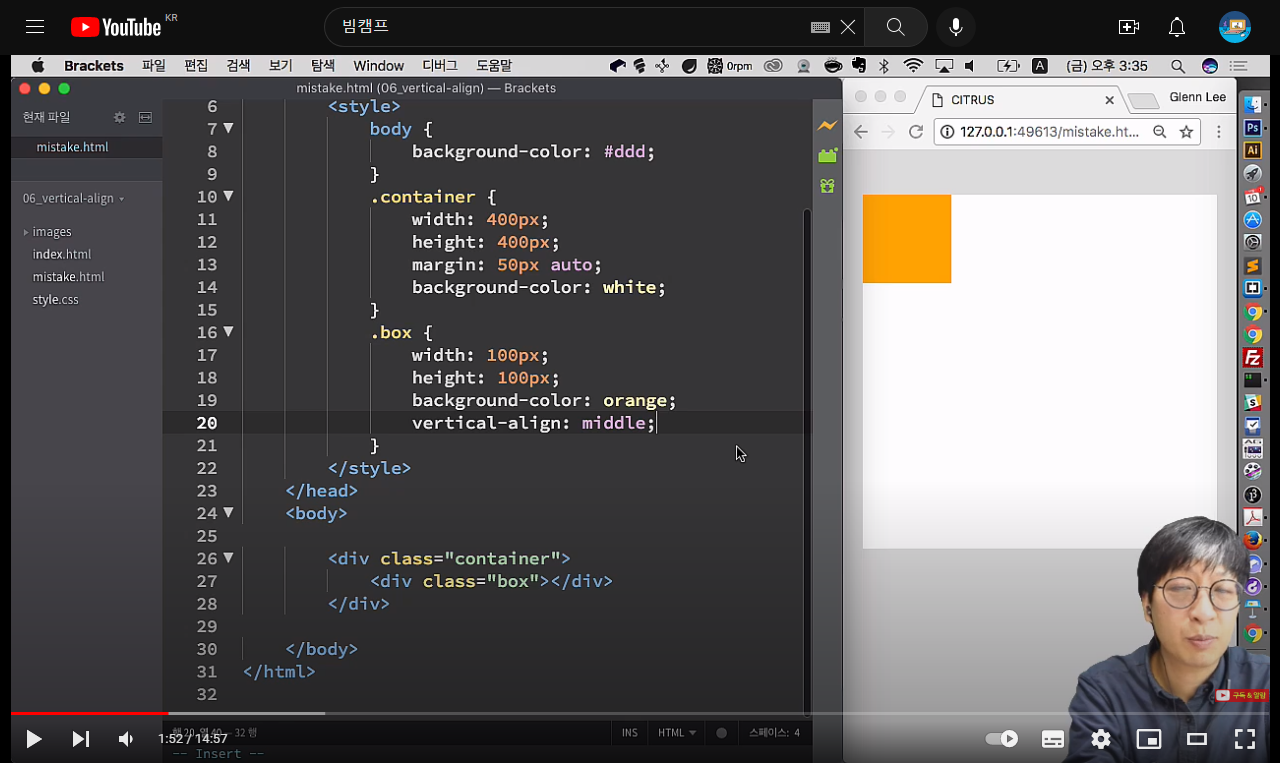 YouTube KR
빔캠프
Brackets 파일 편집 검색 보기 탐색 Window 디버그 도움말
0rpm
A
(금) 오후 3:35
mistake.html (06_vertical-align) — Brackets
현재 파일
mistake.html
06_vertical-align
images
index.html
mistake.html
style.css
6 <style>
7 body {
8 background-color: #ddd;
9 }
10 .container {
11 width: 400px;
12 height: 400px;
13 margin: 50px auto;
14 background-color: white;
15 }
16 .box {
17 width: 100px;
18 height: 100px;
19 background-color: orange;
20 vertical-align: middle;
21 }
22 </style>
23 </head>
24 <body>
25
26 <div class="container">
27 <div class="box"></div>
28 </div>
29
30 </body>
31 </html>
32
CITRUS
Glenn Lee
127.0.0.1:49613/mistake.ht...
Ps
Ai
10
Fz
구독 & 알림
행 20, 열 40 — 32 행
INS HTML 스페이스: 4
1:52 / 14:57
-- Insert --